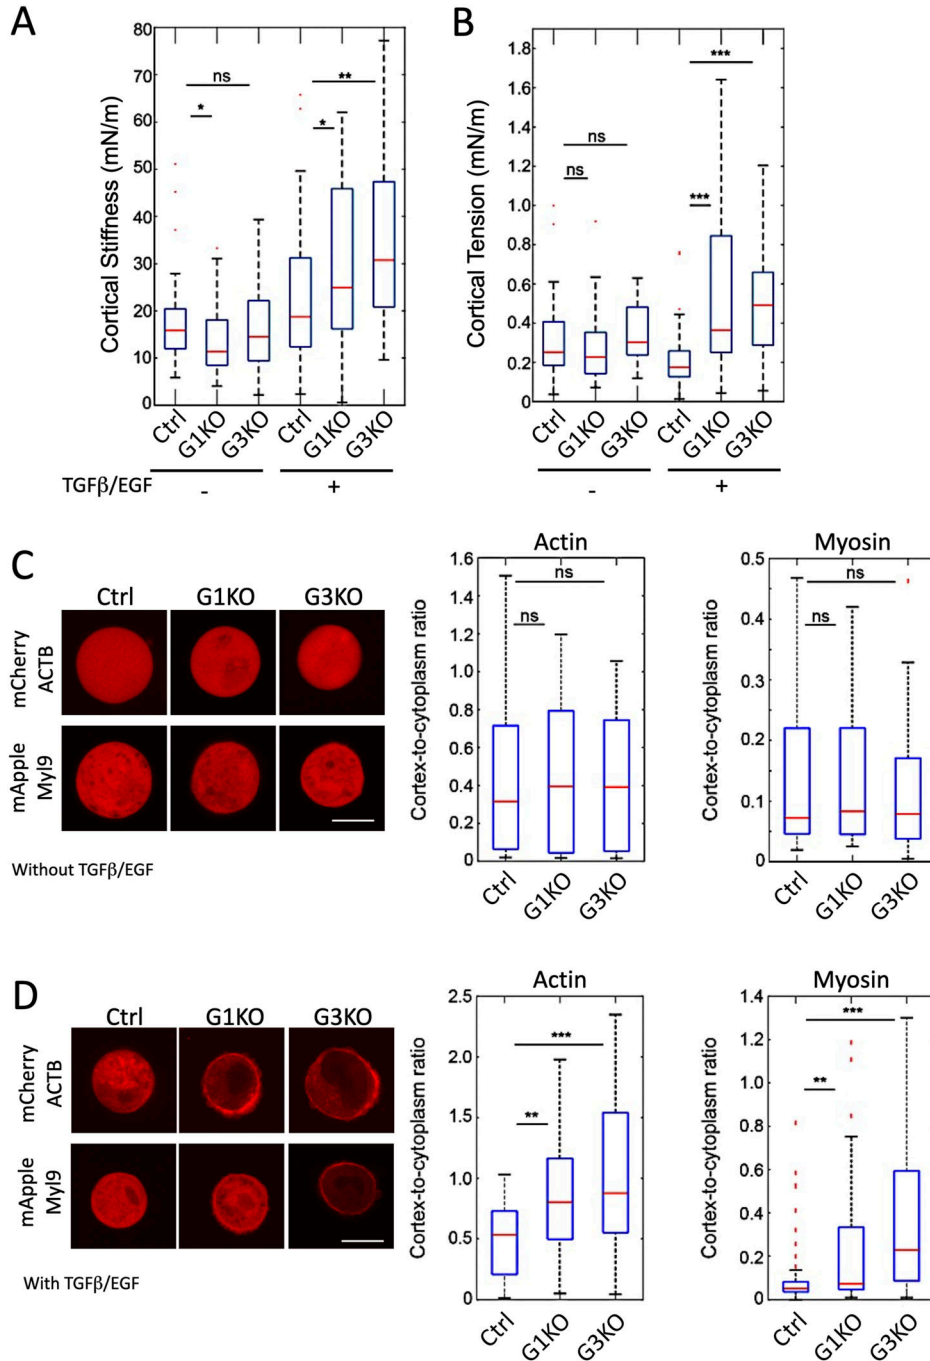 A
Cortical Stiffness (mN/m)
80
70
60
50
40
30
20
10
0
ns
*
**
*
Ctrl
G1KO
G3KO
Ctrl
G1KO
G3KO
TGFβ/EGF
-
+
B
Cortical Tension (mN/m)
1.8
1.6
1.4
1.2
1.0
0.8
0.6
0.4
0.2
0
ns
ns
***
***
Ctrl
G1KO
G3KO
Ctrl
G1KO
G3KO
-
+
C
Ctrl
G1KO
G3KO
mCherry
ACTB
mApple
Myl9
Without TGFβ/EGF
Actin
Cortex-to-cytoplasm ratio
1.6
1.4
1.2
1.0
0.8
0.6
0.4
0.2
0
ns
ns
Ctrl
G1KO
G3KO
Myosin
Cortex-to-cytoplasm ratio
0.5
0.4
0.3
0.2
0.1
0
ns
ns
Ctrl
G1KO
G3KO
D
Ctrl
G1KO
G3KO
mCherry
ACTB
mApple
Myl9
With TGFβ/EGF
Actin
Cortex-to-cytoplasm ratio
2.5
2.0
1.5
1.0
0.5
0
***
**
Ctrl
G1KO
G3KO
Myosin
Cortex-to-cytoplasm ratio
1.4
1.2
1.0
0.8
0.6
0.4
0.2
0
***
**
Ctrl
G1KO
G3KO